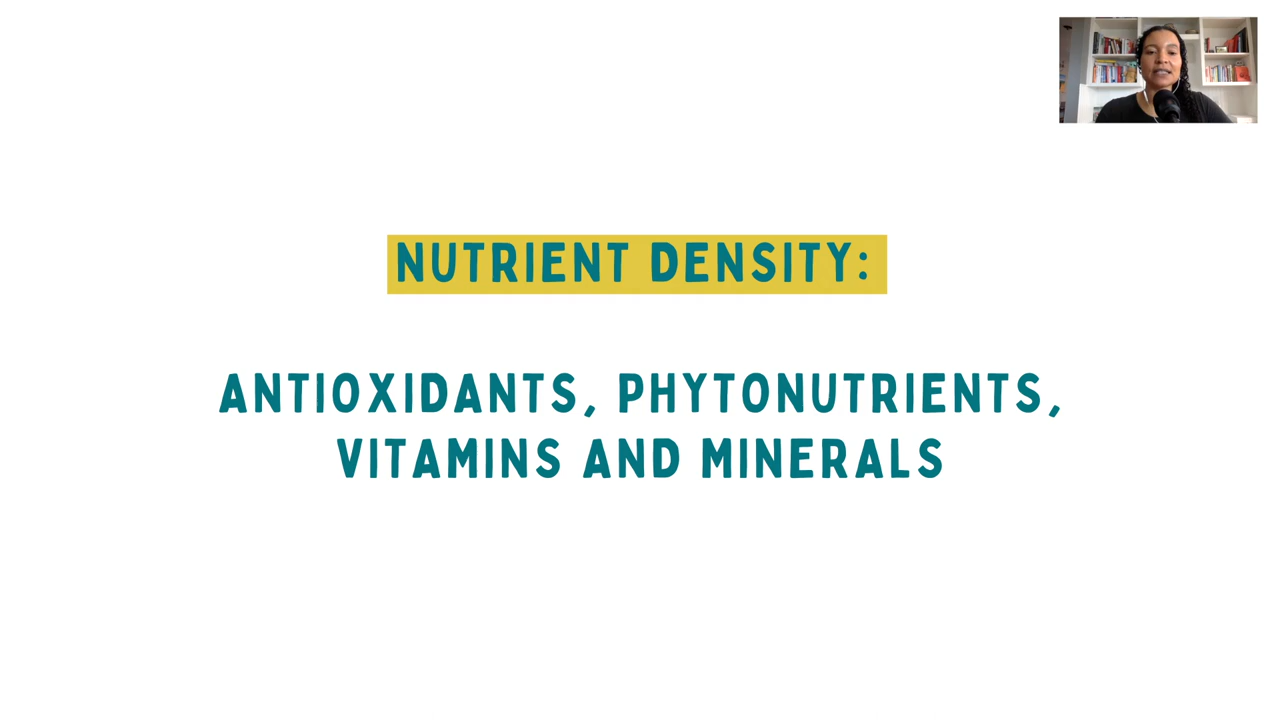 NUTRIENT DENSITY:
ANTIOXIDANTS, PHYTONUTRIENTS,
VITAMINS AND MINERALS